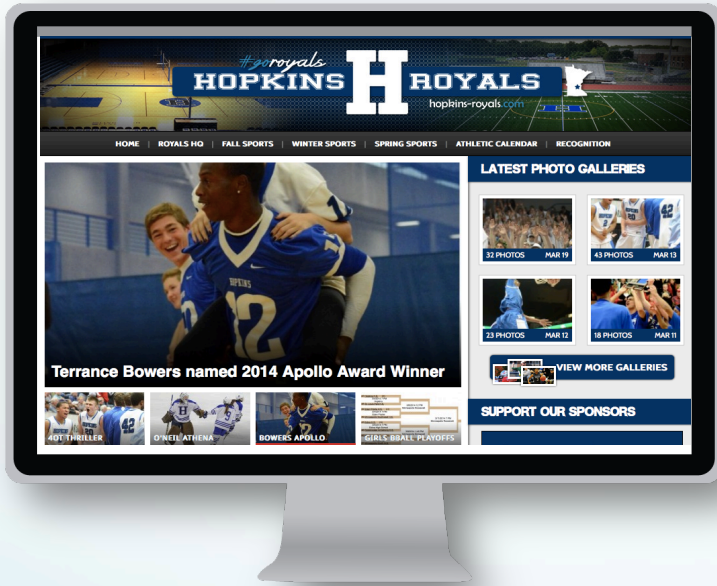 #goroyals
HOPKINS H ROYALS
hopkins-royals.com
HOME | ROYALS HQ | FALL SPORTS | WINTER SPORTS | SPRING SPORTS | ATHLETIC CALENDAR | RECOGNITION
HOPKINS
12
Terrance Bowers named 2014 Apollo Award Winner
4OT THRILLER
O'NEIL ATHENA
BOWERS APOLLO
GIRLS BBALL PLAYOFFS
LATEST PHOTO GALLERIES
32 PHOTOS MAR 19
43 PHOTOS MAR 13
23 PHOTOS MAR 12
18 PHOTOS MAR 11
VIEW MORE GALLERIES
SUPPORT OUR SPONSORS